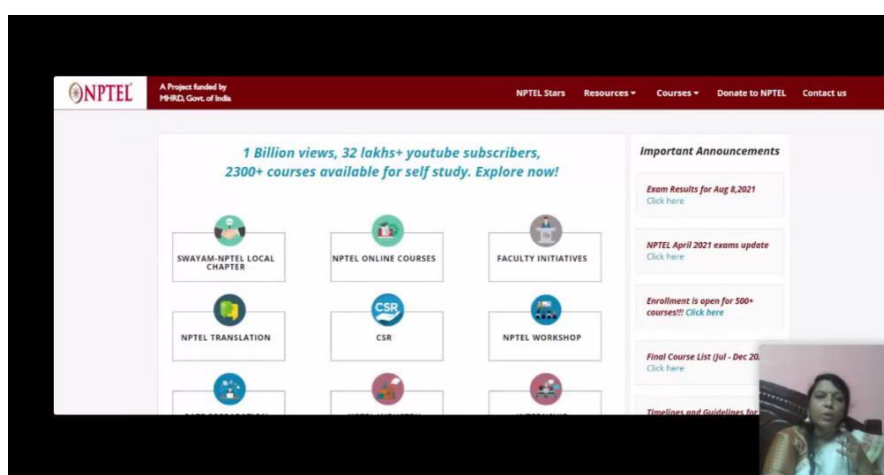 NPTEL
A Project funded by
MHRD, Govt. of India
NPTEL Stars Resources Courses Donate to NPTEL Contact us
1 Billion views, 32 lakhs+ youtube subscribers,
2300+ courses available for self study. Explore now!
SWAYAM-NPTEL LOCAL
CHAPTER
NPTEL ONLINE COURSES
FACULTY INITIATIVES
NPTEL TRANSLATION
CSR
CSR
NPTEL WORKSHOP
Important Announcements
Exam Results for Aug 8,2021
Click here
NPTEL April 2021 exams update
Click here
Enrollment is open for 500+
courses!!! Click here
Final Course List (Jul - Dec
Click here
Timelines and Guidelines for